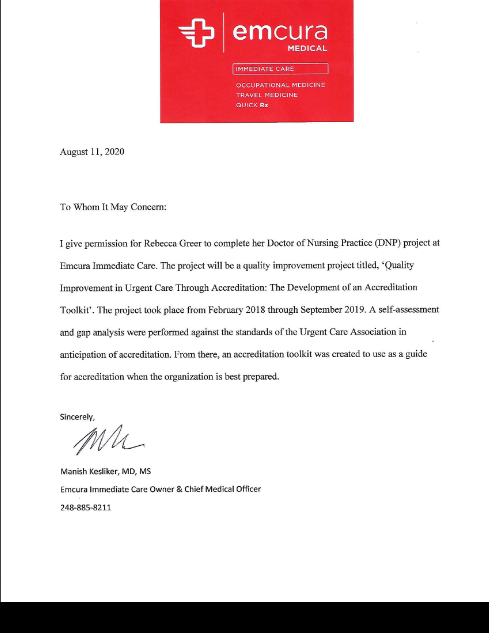 emcura
MEDICAL
IMMEDIATE CARE
OCCUPATIONAL MEDICINE
TRAVEL MEDICINE
QUICK Rx
August 11, 2020
To Whom It May Concern:
I give permission for Rebecca Greer to complete her Doctor of Nursing Practice (DNP) project at
Emcura Immediate Care. The project will be a quality improvement project titled, ‘Quality
Improvement in Urgent Care Through Accreditation: The Development of an Accreditation
Toolkit’. The project took place from February 2018 through September 2019. A self-assessment
and gap analysis were performed against the standards of the Urgent Care Association in
anticipation of accreditation. From there, an accreditation toolkit was created to use as a guide
for accreditation when the organization is best prepared.
Sincerely,
Manish Kesliker, MD, MS
Emcura Immediate Care Owner & Chief Medical Officer
248-885-8211